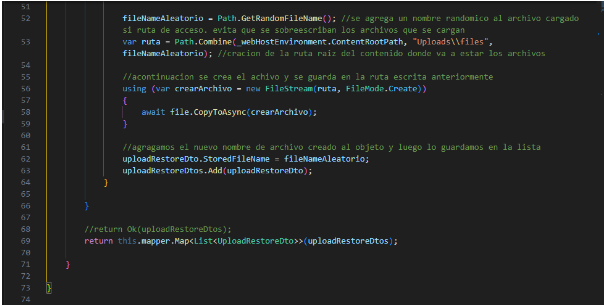 51
52 fileNameAleatorio = Path.GetRandomFileName(); //se agrega un nombre randomico al archivo cargado
si ruta de acceso. evita que se sobreescriban los archivos que se cargan
53 var ruta = Path.Combine(_webHostEnvironment.ContentRootPath, "Uploads\\files",
fileNameAleatorio); //cracion de la ruta raíz del contenido donde va a estar los archivos
54
55 //acontinuacion se crea el achivo y se guarda en la ruta escrita anteriormente
56 using (var crearArchivo = new FileStream(ruta, FileMode.Create))
57 {
58 await file.CopyToAsync(crearArchivo);
59 }
60
61 //agragamos el nuevo nombre de archivo creado al objeto y luego lo guardamos en la lista
62 uploadRestoreDto.StoredFileName = fileNameAleatorio;
63 uploadRestoreDtos.Add(uploadRestoreDto);
64 }
65
66 }
67
68 //return Ok(uploadRestoreDtos);
69 return this.mapper.Map<List<UploadRestoreDto>>(uploadRestoreDtos);
70
71 }
72
73 }
74